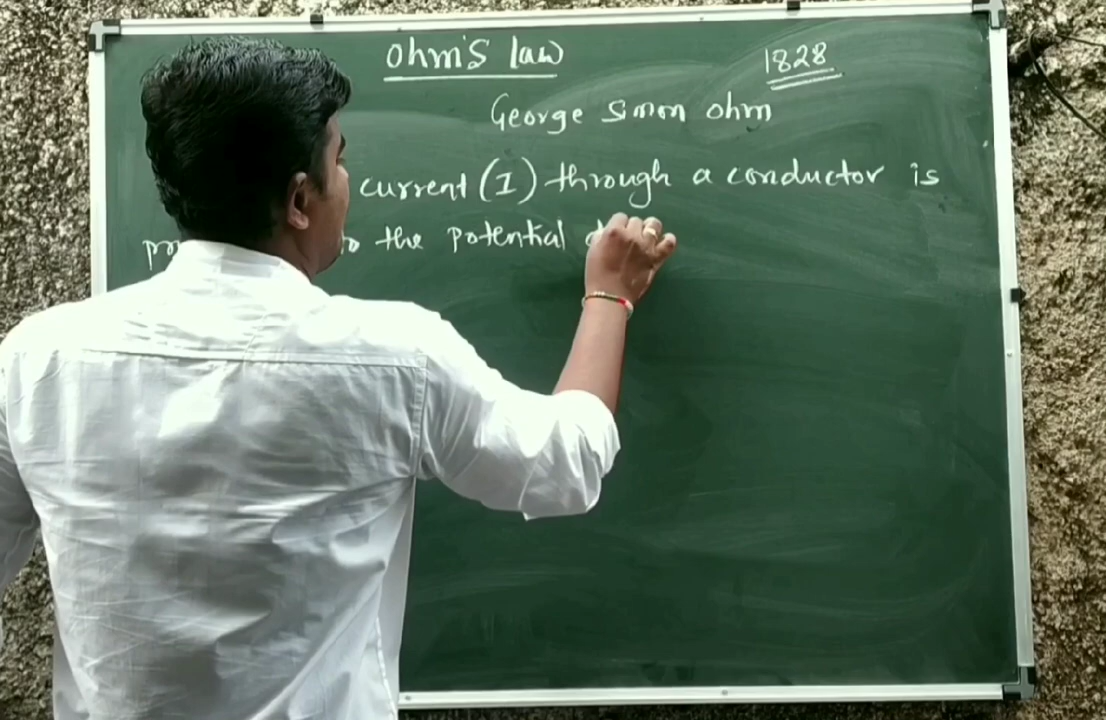 ohm's law
1828
George Simon ohm
current (I) through a conductor is
the potential